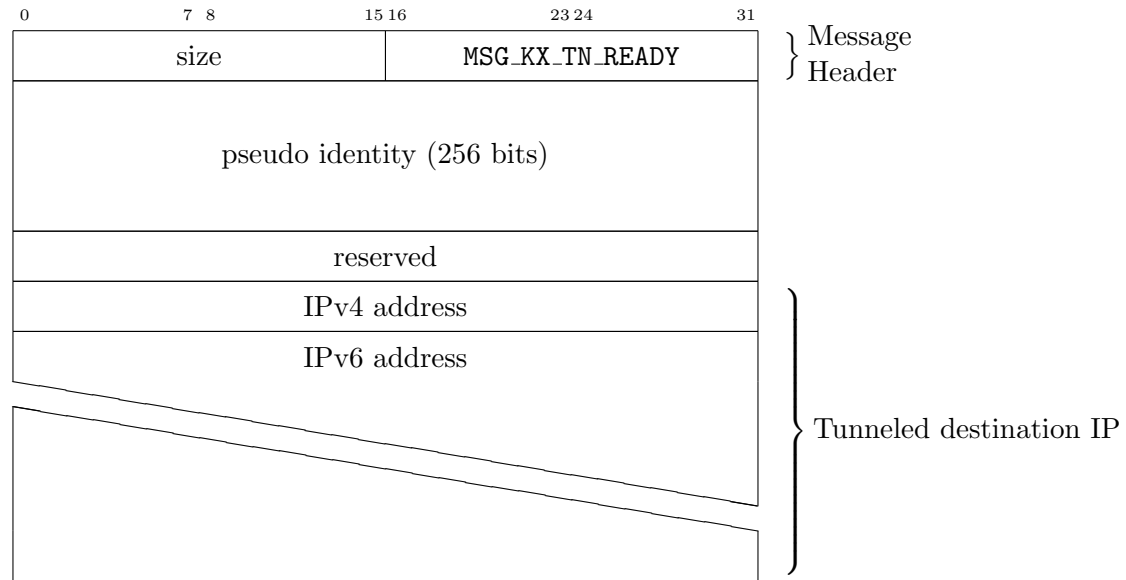 0 7 8 15 16 23 24 31
size MSG_KX_TN_READY
Message
Header
pseudo identity (256 bits)
reserved
IPv4 address
IPv6 address
Tunneled destination IP